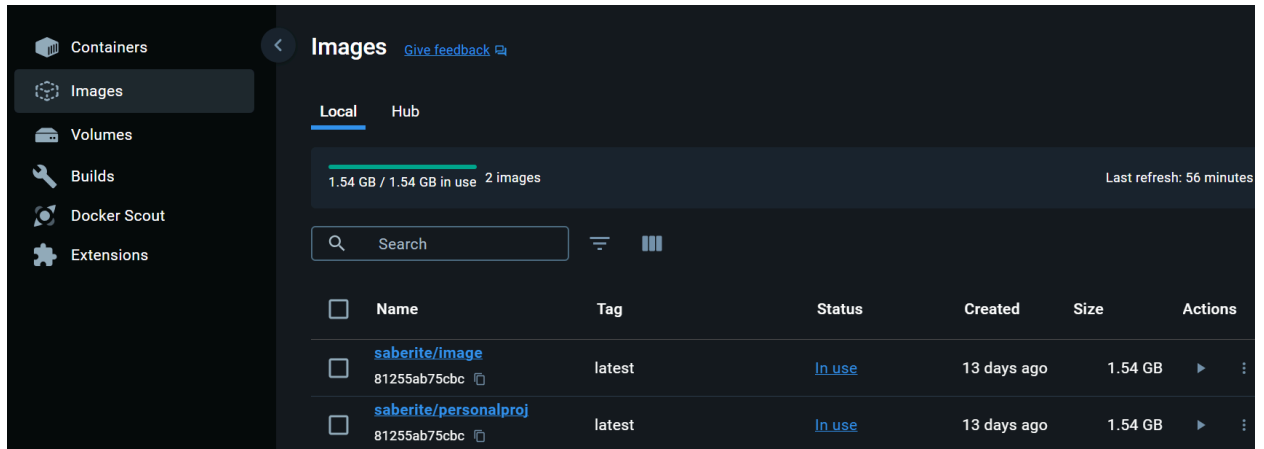 Containers
Images
Volumes
Builds
Docker Scout
Extensions
Images Give feedback
Local Hub
1.54 GB / 1.54 GB in use 2 images Last refresh: 56 minutes
Search
Name Tag Status Created Size Actions
saberite/image
81255ab75cbc
latest In use 13 days ago 1.54 GB
saberite/personalproj
81255ab75cbc
latest In use 13 days ago 1.54 GB